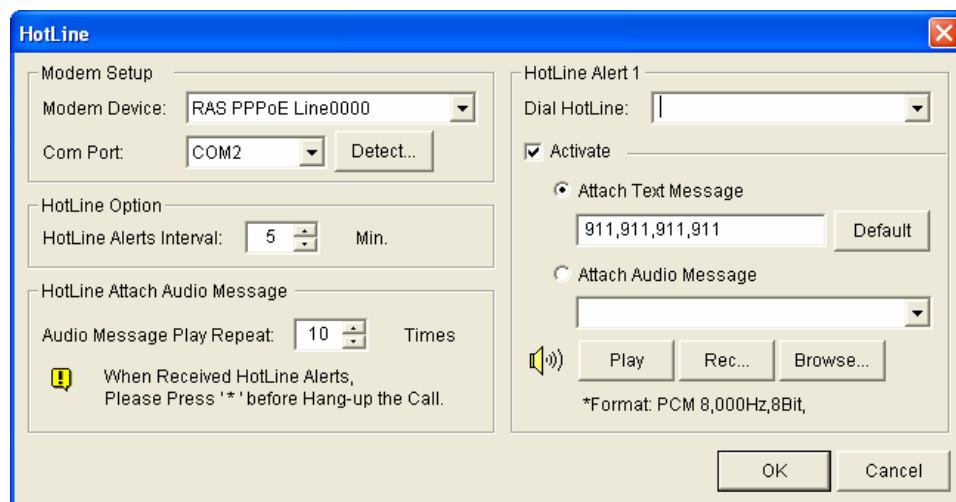 HotLine
Modem Setup
Modem Device: RAS PPPoE Line0000
Com Port: COM2 Detect...
HotLine Option
HotLine Alerts Interval: 5 Min.
HotLine Attach Audio Message
Audio Message Play Repeat: 10 Times
When Received HotLine Alerts,
Please Press '*' before Hang-up the Call.
HotLine Alert 1
Dial HotLine:
Activate
Attach Text Message
911,911,911,911 Default
Attach Audio Message
Play Rec... Browse...
*Format: PCM 8,000Hz,8Bit,
OK Cancel